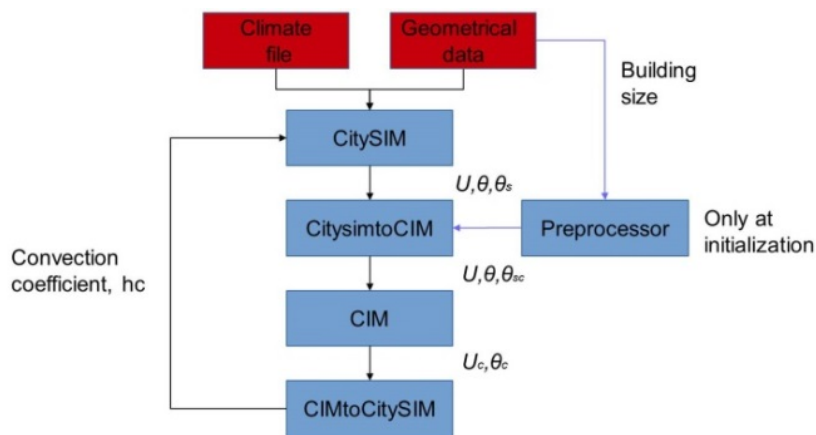 Climate
file
Geometrical
data
Building
size
CitySIM
U,θ,θs
CitysimtoCIM
Preprocessor
Only at
initialization
Convection
coefficient, hc
U,θ,θsc
CIM
Uc,θc
CIMtoCitySIM